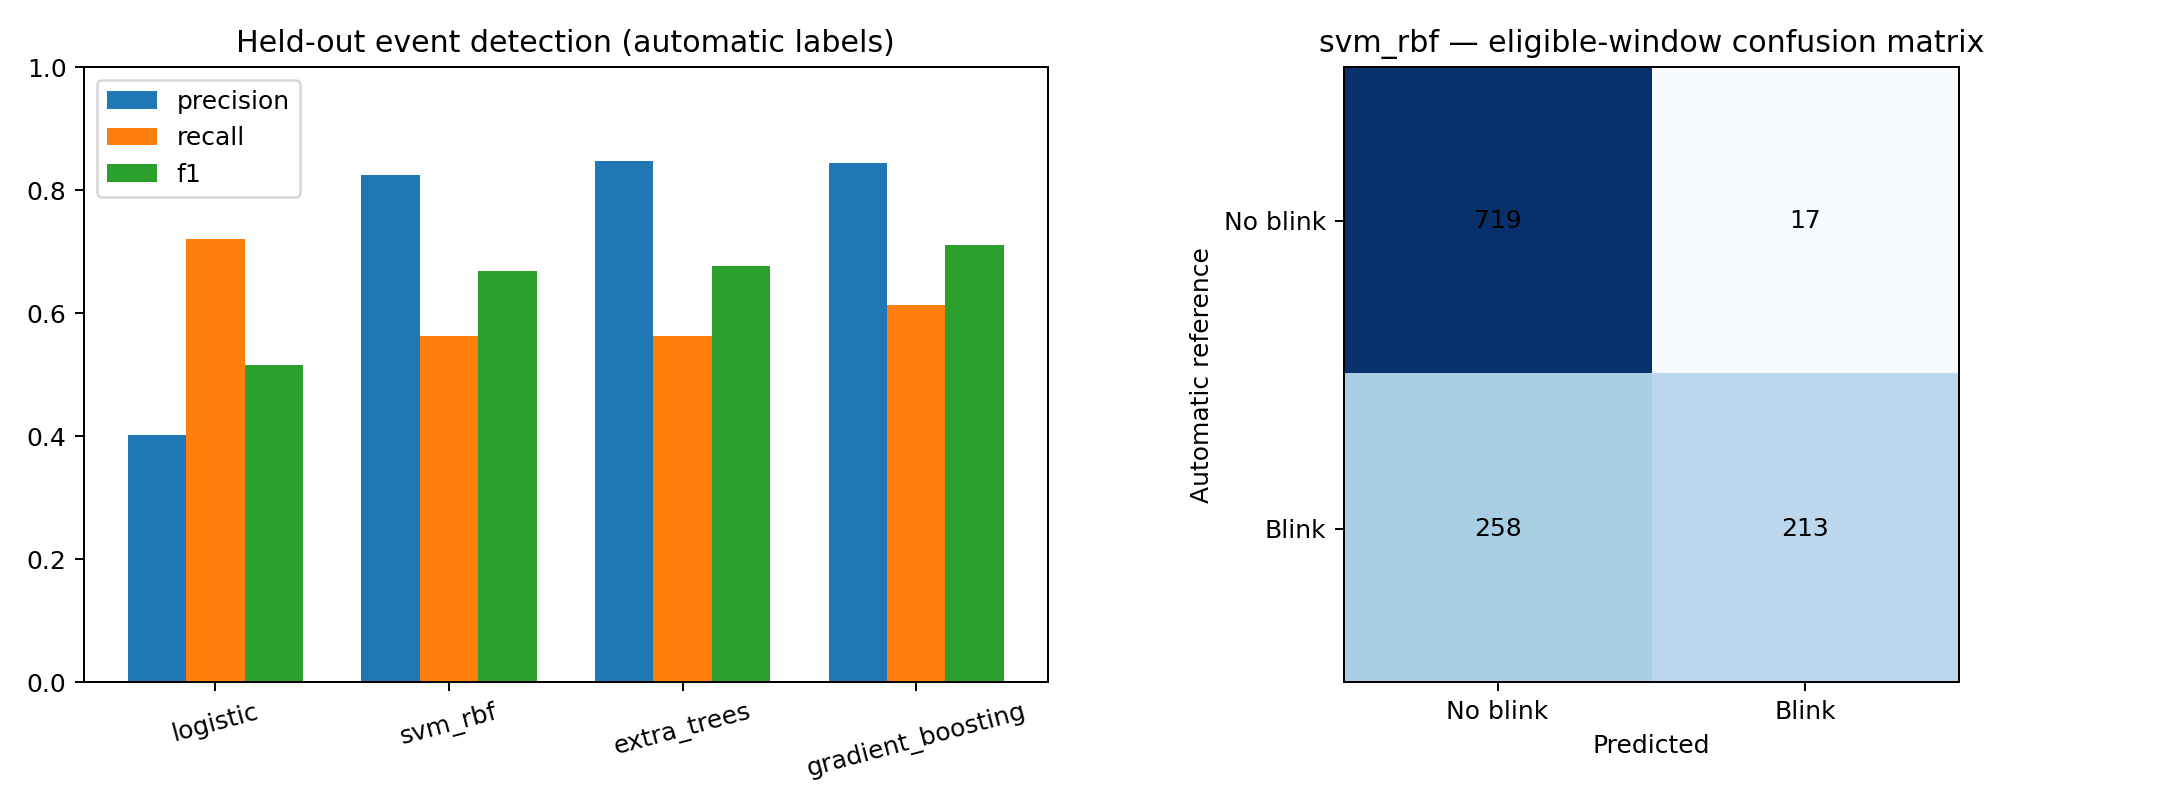 Held-out event detection (automatic labels)
1.0
0.8
0.6
0.4
0.2
0.0
precision
recall
f1
logistic
svm_rbf
extra_trees
gradient_boosting
svm_rbf — eligible-window confusion matrix
Automatic reference
No blink
Blink
719
17
258
213
No blink
Blink
Predicted